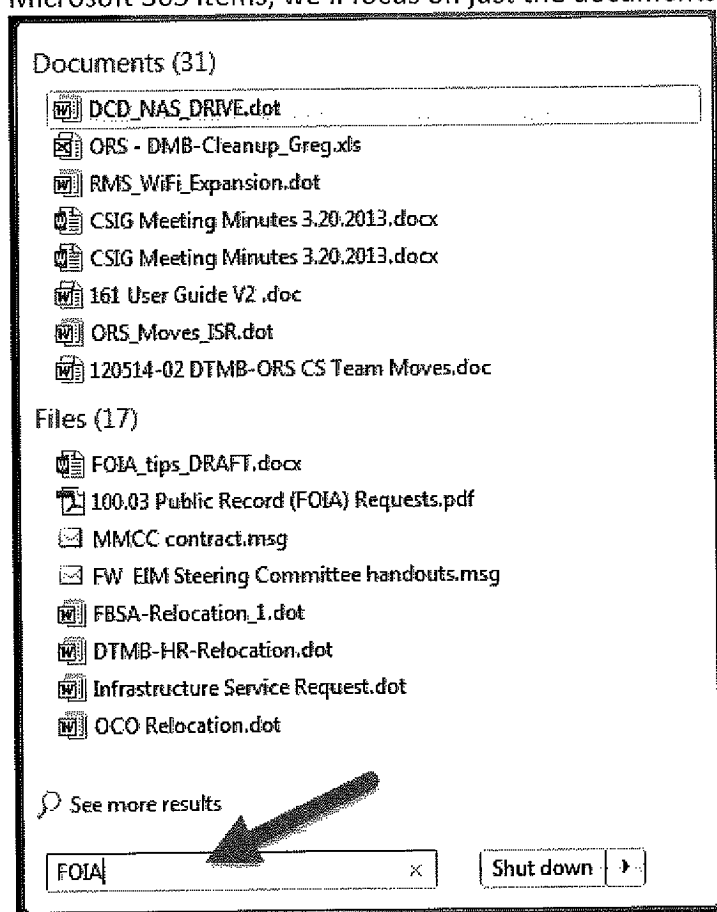 Microsoft 365 items, we'll focus on just the documents
Documents (31)
DCD_NAS_DRIVE.dot
ORS - DMB-Cleanup_Greg.xls
RMS_WiFi_Expansion.dot
CSIG Meeting Minutes 3.20.2013.docx
CSIG Meeting Minutes 3.20.2013.docx
161 User Guide V2 .doc
ORS_Moves_ISR.dot
120514-02 DTMB-ORS CS Team Moves.doc
Files (17)
FOIA_tips_DRAFT.docx
100.03 Public Record (FOIA) Requests.pdf
MMCC contract.msg
FW EIM Steering Committee handouts.msg
FBSA-Relocation_1.dot
DTMB-HR-Relocation.dot
Infrastructure Service Request.dot
OCO Relocation.dot
See more results
FOIA
Shut down